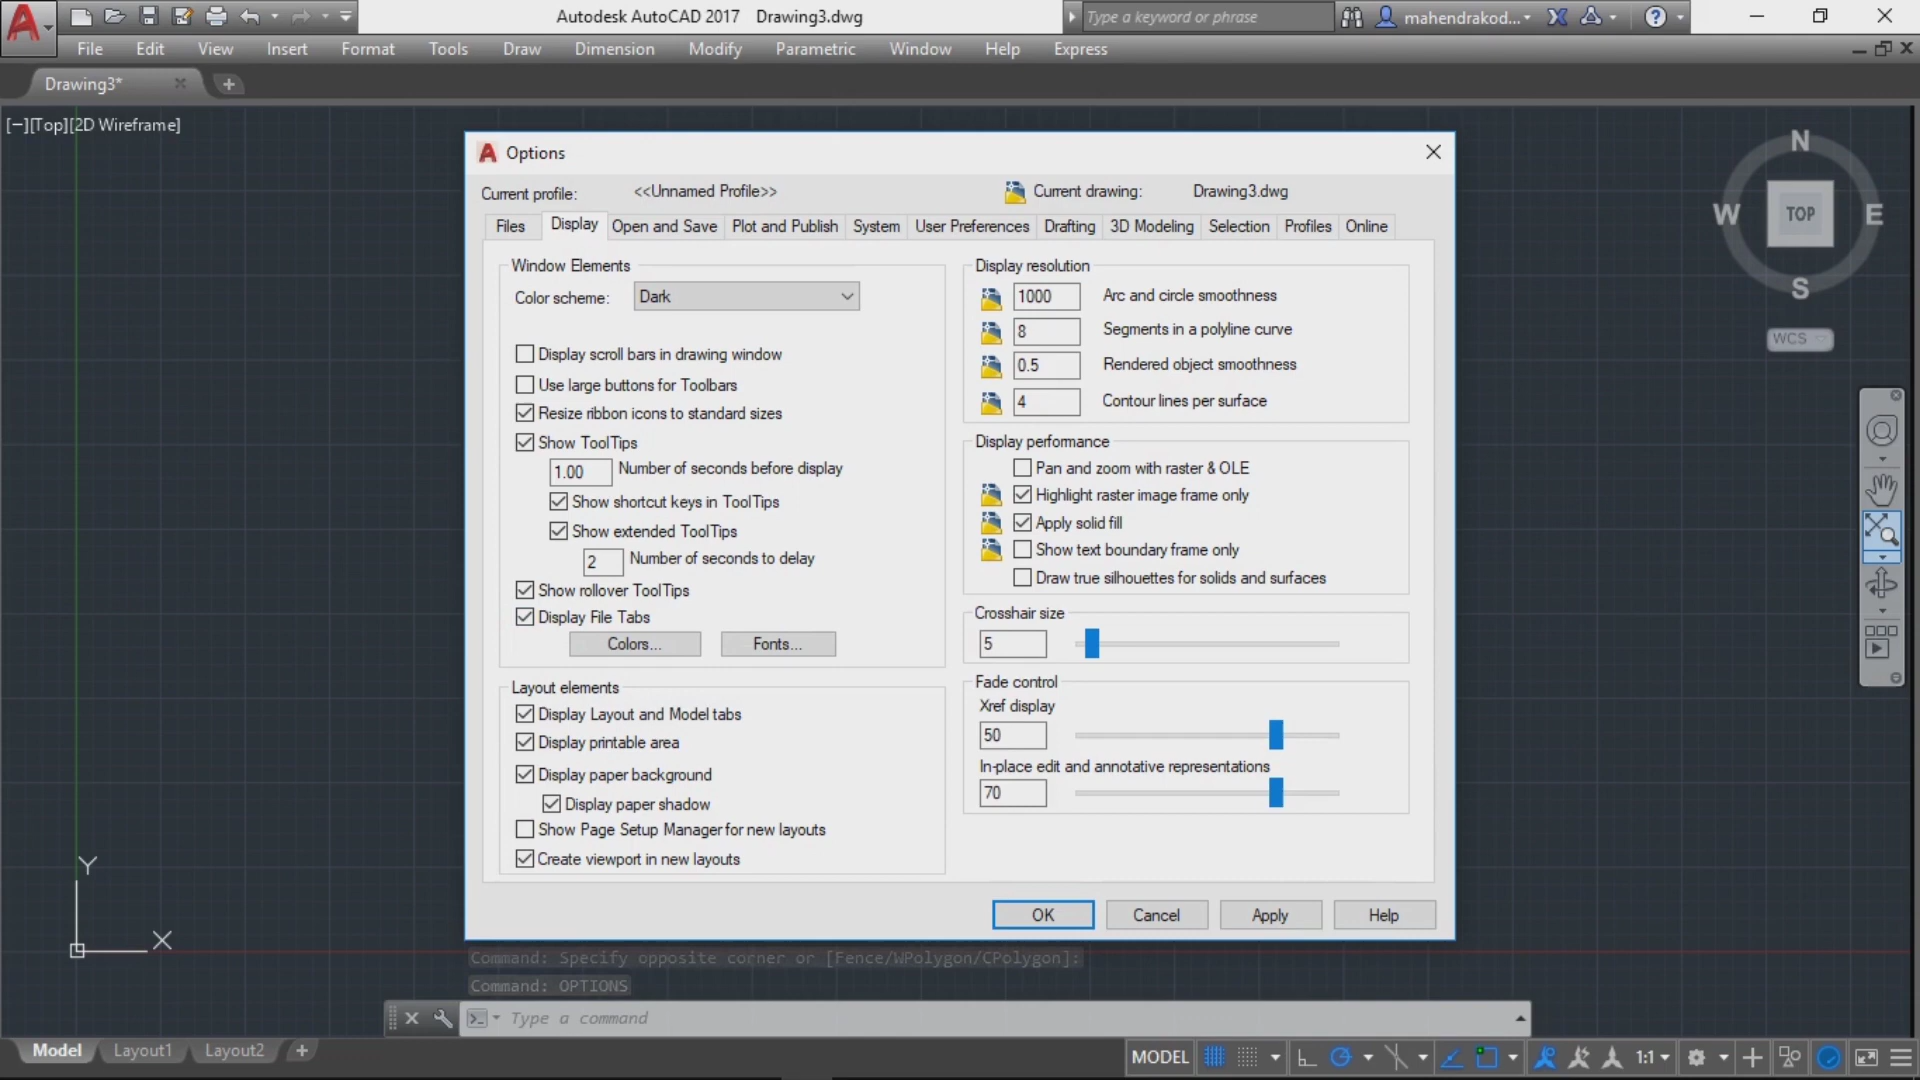 Autodesk AutoCAD 2017 Drawing3.dwg
Type a keyword or phrase
mahendrakod...
File Edit View Insert Format Tools Draw Dimension Modify Parametric Window Help Express
Drawing3*
[−][Top][2D Wireframe]
Options
Current profile: <<Unnamed Profile>> Current drawing: Drawing3.dwg
Files Display Open and Save Plot and Publish System User Preferences Drafting 3D Modeling Selection Profiles Online
Window Elements
Color scheme: Dark
Display scroll bars in drawing window
Use large buttons for Toolbars
Resize ribbon icons to standard sizes
Show ToolTips
1.00 Number of seconds before display
Show shortcut keys in ToolTips
Show extended ToolTips
2 Number of seconds to delay
Show rollover ToolTips
Display File Tabs
Colors... Fonts...
Layout elements
Display Layout and Model tabs
Display printable area
Display paper background
Display paper shadow
Show Page Setup Manager for new layouts
Create viewport in new layouts
Display resolution
1000 Arc and circle smoothness
8 Segments in a polyline curve
0.5 Rendered object smoothness
4 Contour lines per surface
Display performance
Pan and zoom with raster & OLE
Highlight raster image frame only
Apply solid fill
Show text boundary frame only
Draw true silhouettes for solids and surfaces
Crosshair size
5
Fade control
Xref display
50
In-place edit and annotative representations
70
OK Cancel Apply Help
N
W TOP E
S
WCS
Y
X
Command: Specify opposite corner or [Fence/WPolygon/CPolygon]:
Command: OPTIONS
Type a command
Model Layout1 Layout2
MODEL 1:1